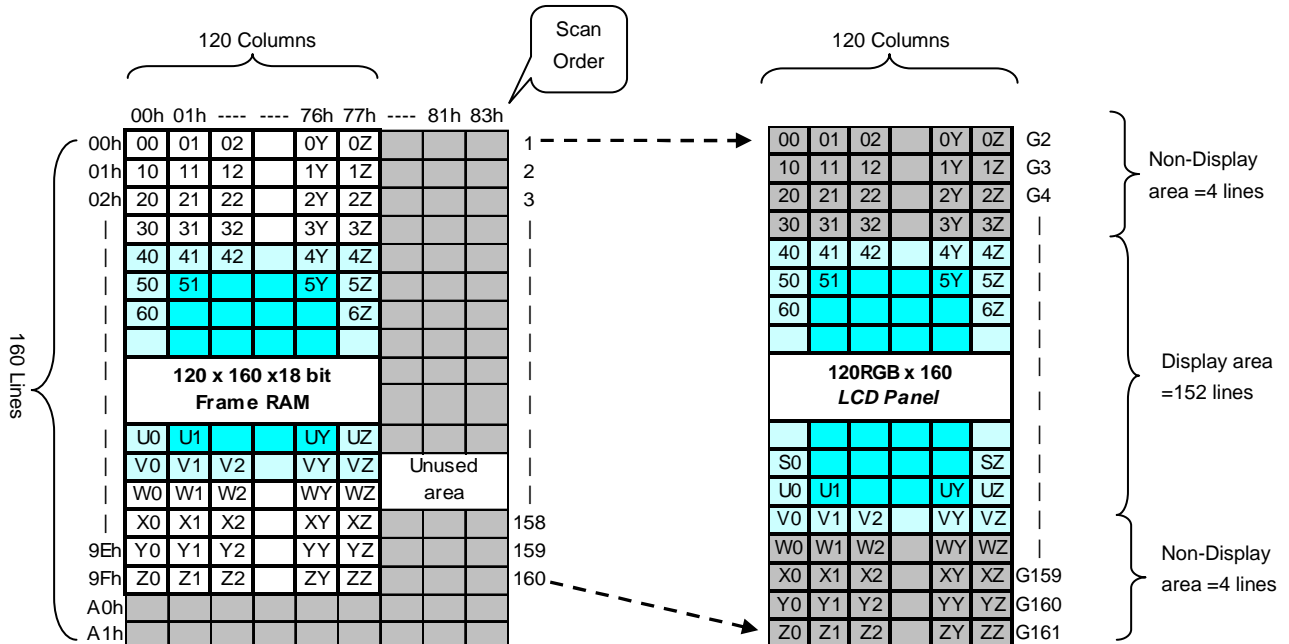 Scan
Order
120 Columns
120 Columns
00h 01h ---- ---- 76h 77h ---- 81h 83h
00h 00 01 02 0Y 0Z 1 00 01 02 0Y 0Z G2
01h 10 11 12 1Y 1Z 2 10 11 12 1Y 1Z G3
02h 20 21 22 2Y 2Z 3 20 21 22 2Y 2Z G4
| 30 31 32 3Y 3Z | 30 31 32 3Y 3Z |
Non-Display
area =4 lines
| 40 41 42 4Y 4Z | 40 41 42 4Y 4Z |
| 50 51 5Y 5Z | 50 51 5Y 5Z |
| 60 6Z | 60 6Z |
160 Lines
120 x 160 x18 bit
Frame RAM
120RGB x 160
LCD Panel
Display area
=152 lines
| U0 U1 UY UZ |
| V0 V1 V2 VY VZ Unused | S0 SZ |
| W0 W1 W2 WY WZ area | U0 U1 UY UZ |
| X0 X1 X2 XY XZ 158 V0 V1 V2 VY VZ |
9Eh Y0 Y1 Y2 YY YZ 159 W0 W1 W2 WY WZ |
9Fh Z0 Z1 Z2 ZY ZZ 160 X0 X1 X2 XY XZ G159
A0h Y0 Y1 Y2 YY YZ G160
A1h Z0 Z1 Z2 ZY ZZ G161
Non-Display
area =4 lines